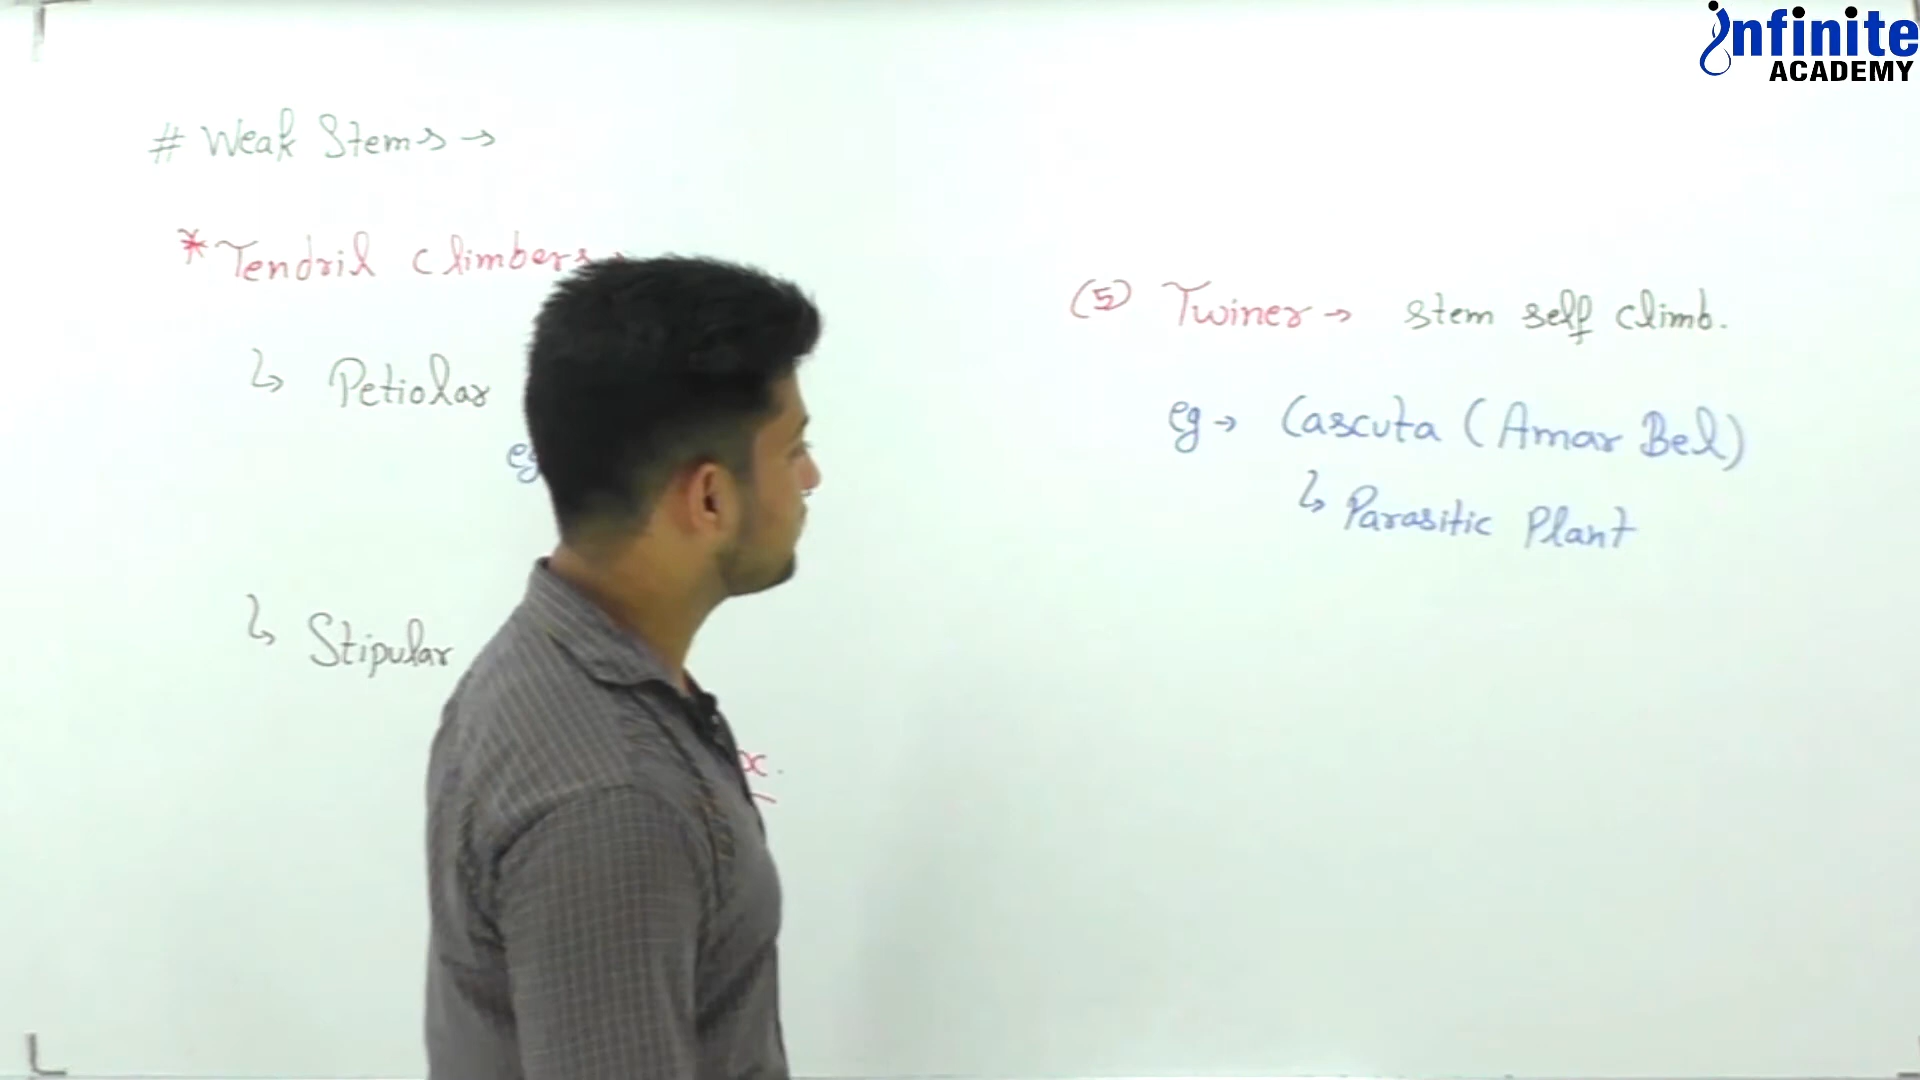 infinite
ACADEMY
# Weak Stems →
* Tendril climbers
↳ Petiolar
eg
↳ Stipular
(5) Twiner → stem self climb.
eg → Cascuta (Amar Bel)
↳ Parasitic Plant